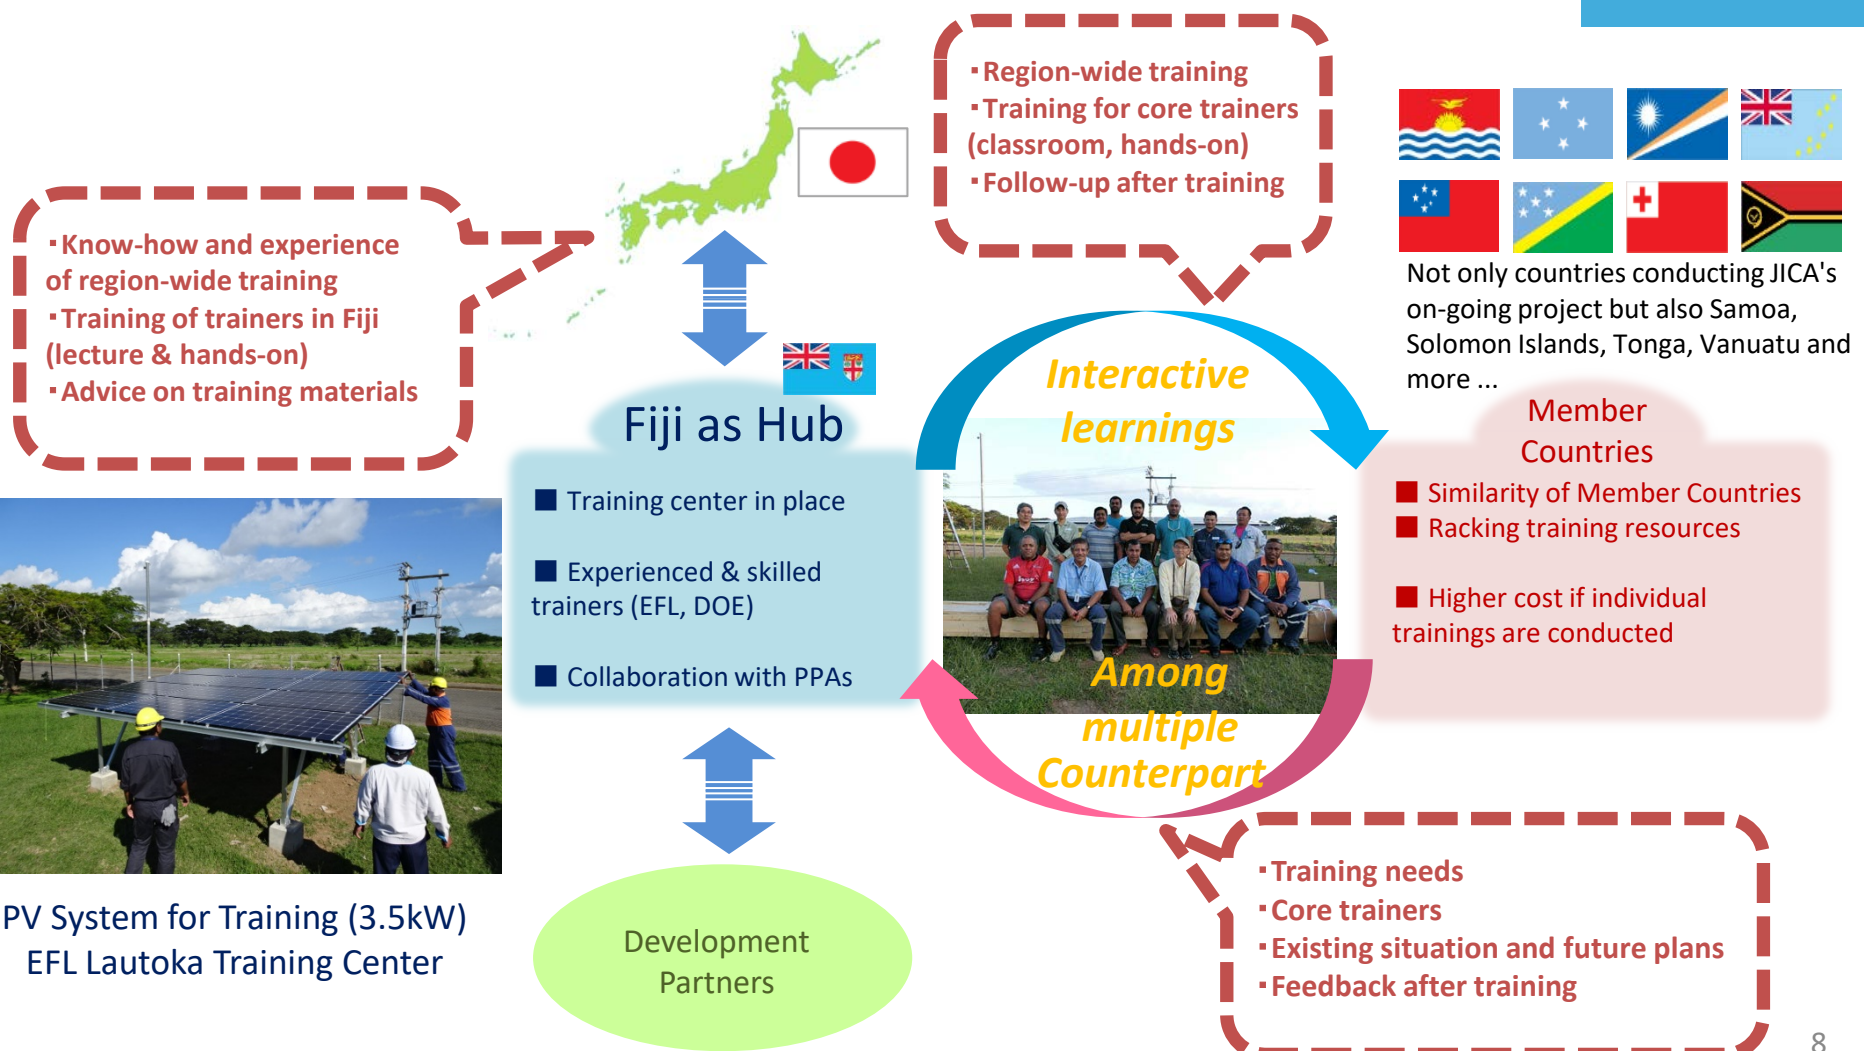 ・Know-how and experience
of region-wide training
・Training of trainers in Fiji
(lecture & hands-on)
・Advice on training materials
・Region-wide training
・Training for core trainers
(classroom, hands-on)
・Follow-up after training
Not only countries conducting JICA's
on-going project but also Samoa,
Solomon Islands, Tonga, Vanuatu and
more ...
Fiji as Hub
■ Training center in place
■ Experienced & skilled
trainers (EFL, DOE)
■ Collaboration with PPAs
Interactive
learnings
Among
multiple
Counterpart
Member
Countries
■ Similarity of Member Countries
■ Racking training resources
■ Higher cost if individual
trainings are conducted
PV System for Training (3.5kW)
EFL Lautoka Training Center
Development
Partners
・Training needs
・Core trainers
・Existing situation and future plans
・Feedback after training
8